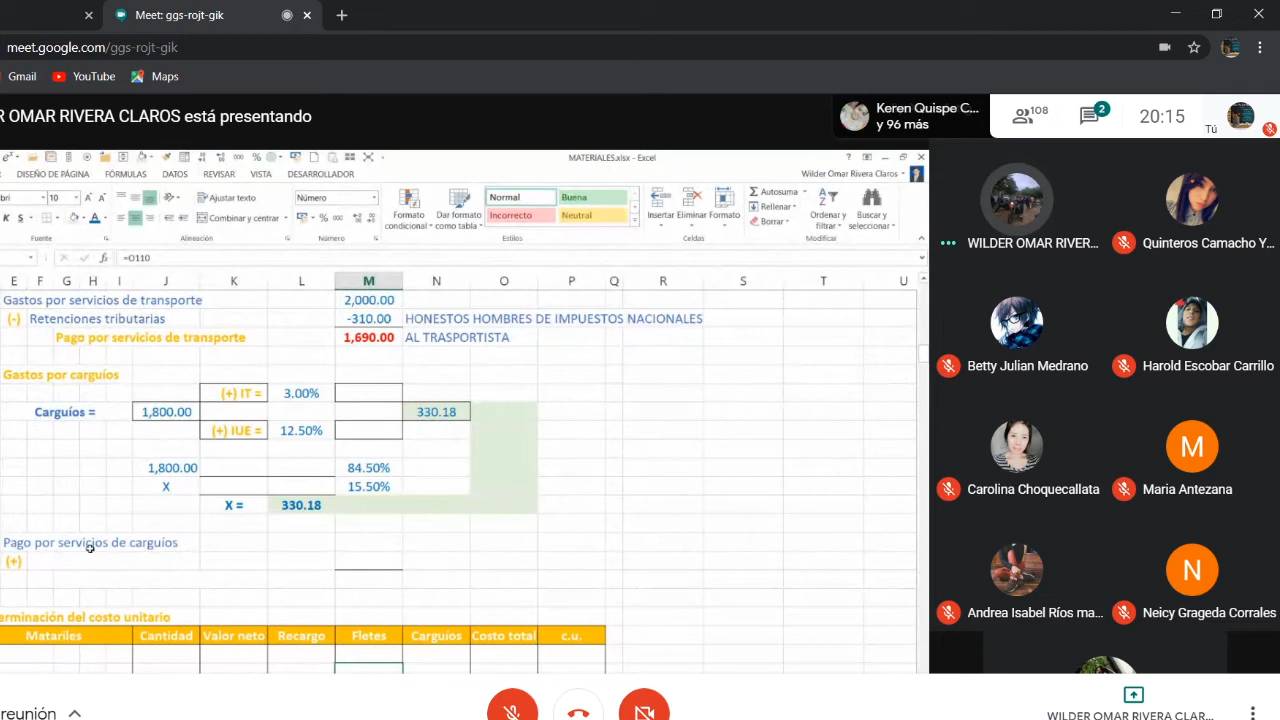 Meet: ggs-rojt-gik
meet.google.com/ggs-rojt-gik
Gmail YouTube Maps
R OMAR RIVERA CLAROS está presentando
Keren Quispe C...
y 96 más
108
2
20:15
Tú
MATERIALES.xlsx - Excel
DISEÑO DE PÁGINA FÓRMULAS DATOS REVISAR VISTA DESARROLLADOR
Wilder Omar Rivera Claros
bri 10 Ajustar texto Número Normal Buena Autosuma
K S Combinar y centrar Incorrecto Neutral Rellenar
Formato condicional Dar formato como tabla Insertar Eliminar Formato Borrar Ordenar y filtrar Buscar y seleccionar
Fuente Alineación Número Estilos Celdas Modificar
=O110
E F G H I J K L M N O P Q R S T U
Gastos por servicios de transporte 2,000.00
(-) Retenciones tributarias -310.00 HONESTOS HOMBRES DE IMPUESTOS NACIONALES
Pago por servicios de transporte 1,690.00 AL TRASPORTISTA
Gastos por carguíos
(+) IT = 3.00%
Carguíos = 1,800.00 330.18
(+) IUE = 12.50%
1,800.00 84.50%
X 15.50%
X = 330.18
Pago por servicios de carguíos
(+)
erminación del costo unitario
Matariles Cantidad Valor neto Recargo Fletes Carguíos Costo total c.u.
WILDER OMAR RIVER...
Quinteros Camacho Y...
Betty Julian Medrano
Harold Escobar Carrillo
Carolina Choquecallata
M
Maria Antezana
Andrea Isabel Ríos ma...
N
Neicy Grageda Corrales
reunión
WILDER OMAR RIVERA CLAROS